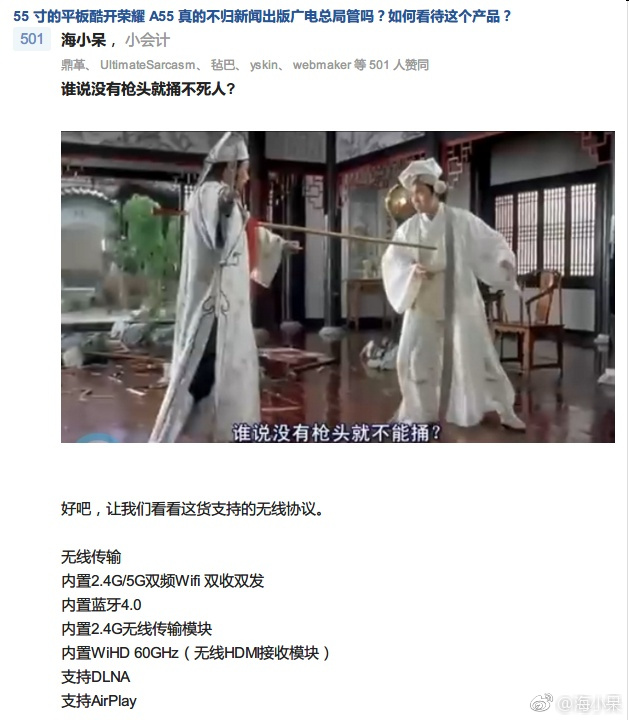 55 寸的平板酷开荣耀 A55 真的不归新闻出版广电总局管吗？如何看待这个产品？
501
海小呆，小会计
鼎革、 UltimateSarcasm、 毡巴、 yskin、 webmaker 等 501 人赞同
谁说没有枪头就捅不死人？
谁说没有枪头就不能捅？
好吧，让我们看看这货支持的无线协议。
无线传输
内置2.4G/5G双频Wifi 双收双发
内置蓝牙4.0
内置2.4G无线传输模块
内置WiHD 60GHz（无线HDMI接收模块）
支持DLNA
支持AirPlay
@海小呆